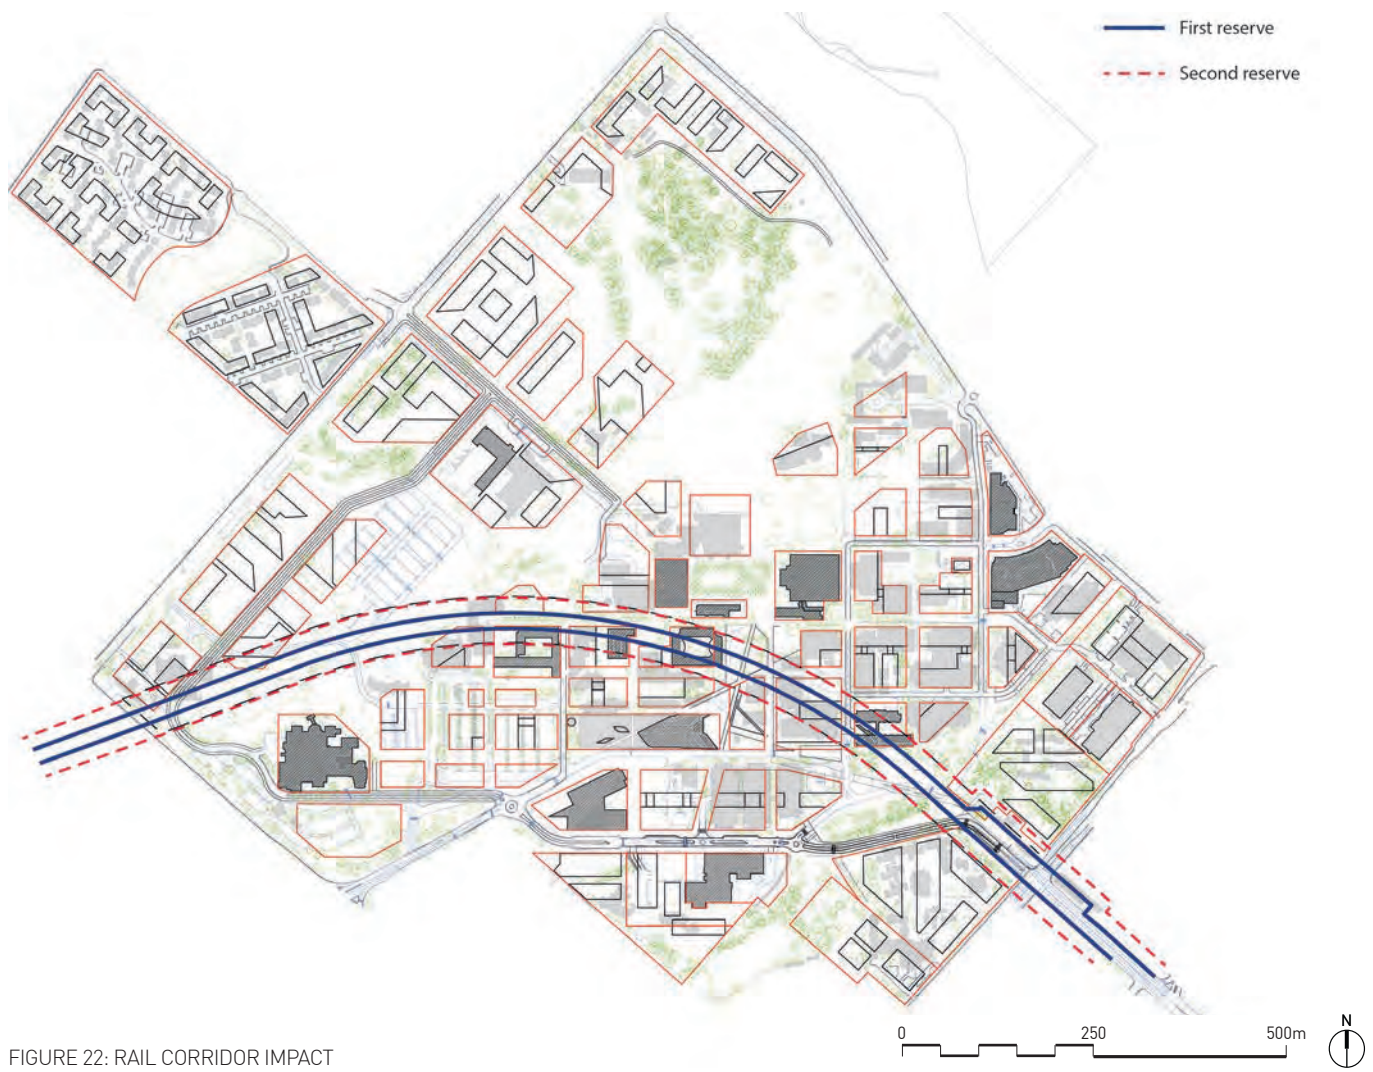 First reserve
Second reserve
0 250 500m
N
FIGURE 22: RAIL CORRIDOR IMPACT